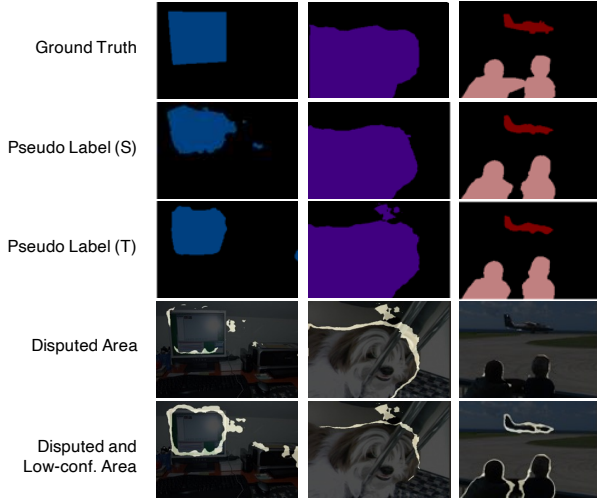 Ground Truth
Pseudo Label (S)
Pseudo Label (T)
Disputed Area
Disputed and
Low-conf. Area